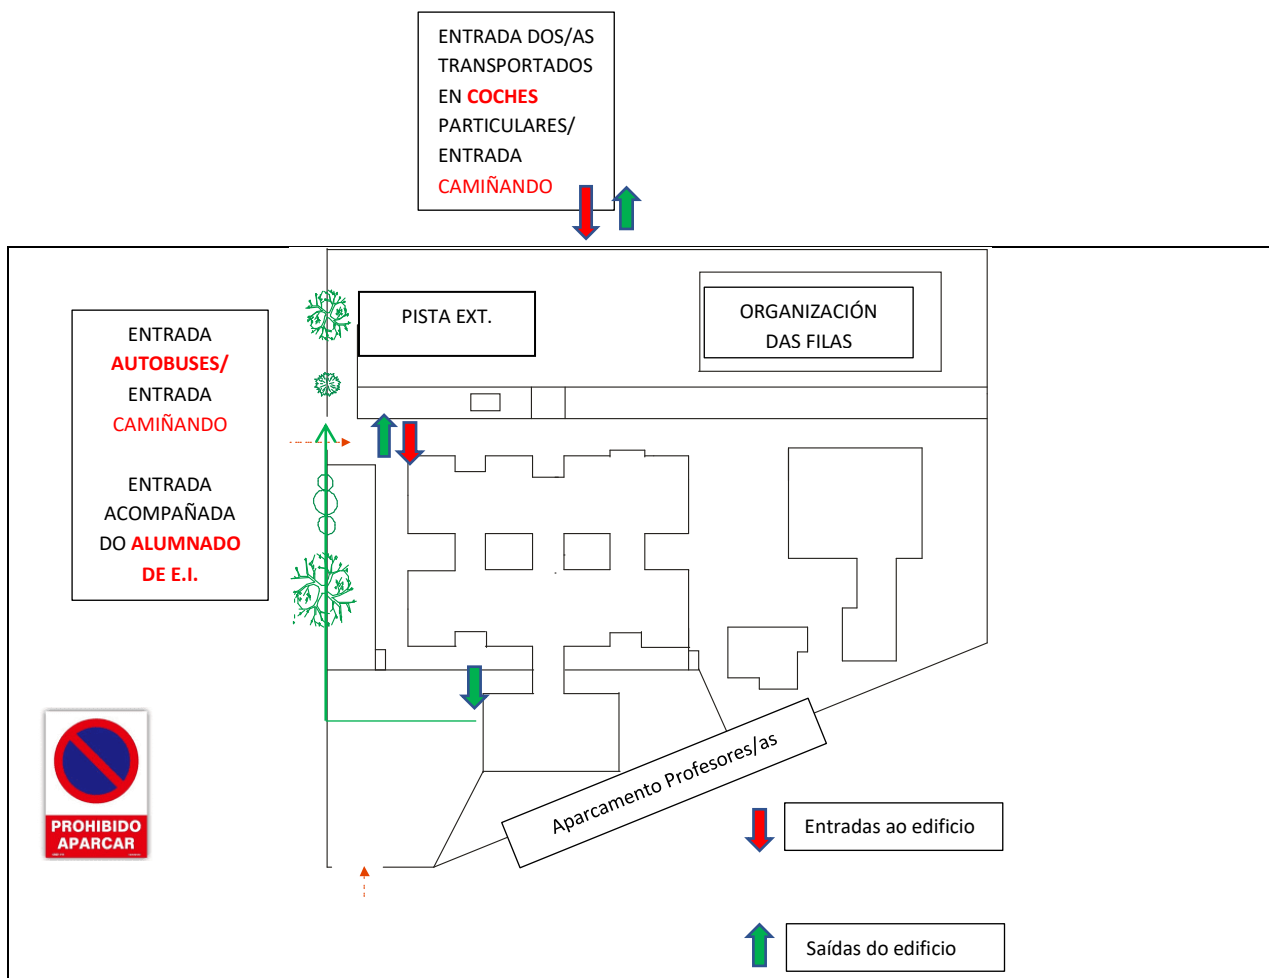 ENTRADA DOS/AS
TRANSPORTADOS
EN COCHES
PARTICULARES/
ENTRADA
CAMIÑANDO
PISTA EXT.
ORGANIZACIÓN
DAS FILAS
ENTRADA
AUTOBUSES/
ENTRADA
CAMIÑANDO
ENTRADA
ACOMPAÑADA
DO ALUMNADO
DE E.I.
PROHIBIDO
APARCAR
Aparcamento Profesores/as
Entradas ao edificio
Saídas do edificio